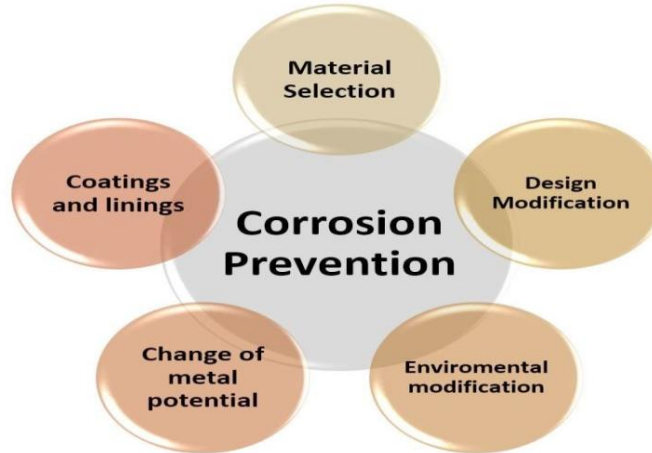 Material
Selection
Coatings
and linings
Design
Modification
Corrosion
Prevention
Change of
metal
potential
Enviromental
modification